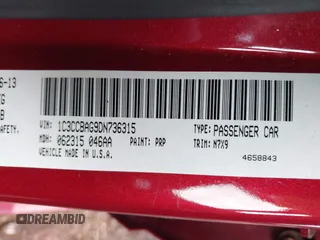 6-13
G
B
AFETY.
VIN: 1C3CCBAG9DN736315
TYPE: PASSENGER CAR
MDH: 062315 046AA
PAINT: PRP
TRIM: N7X9
VEHICLE MADE IN U.S.A.
4658843
DREAMBID